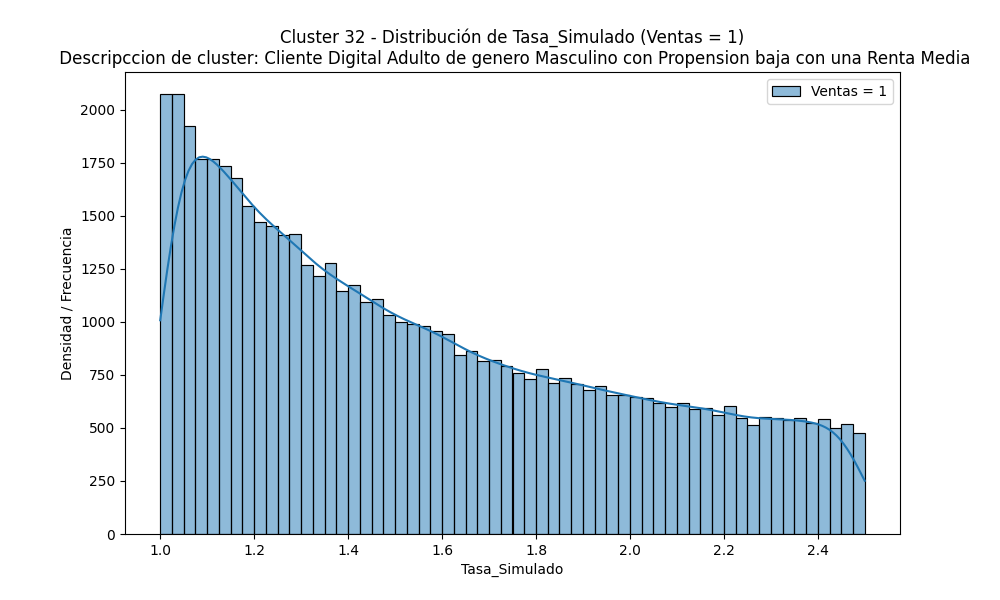 Cluster 32 - Distribución de Tasa_Simulado (Ventas = 1)
Descripccion de cluster: Cliente Digital Adulto de genero Masculino con Propension baja con una Renta Media
Ventas = 1
Densidad / Frecuencia
2000
1750
1500
1250
1000
750
500
250
0
1.0 1.2 1.4 1.6 1.8 2.0 2.2 2.4
Tasa_Simulado